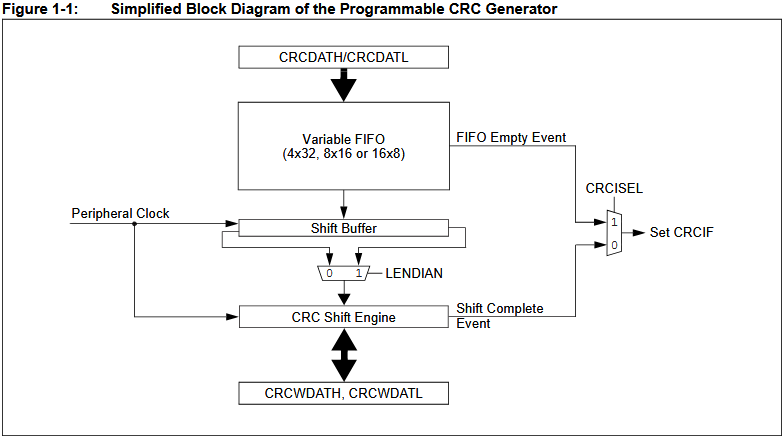 Figure 1-1: Simplified Block Diagram of the Programmable CRC Generator
CRCDATH/CRCDATL
Variable FIFO
(4x32, 8x16 or 16x8)
FIFO Empty Event
CRCISEL
Peripheral Clock
1
Shift Buffer
Set CRCIF
0
0 1
LENDIAN
Shift Complete
Event
CRC Shift Engine
CRCWDATH, CRCWDATL